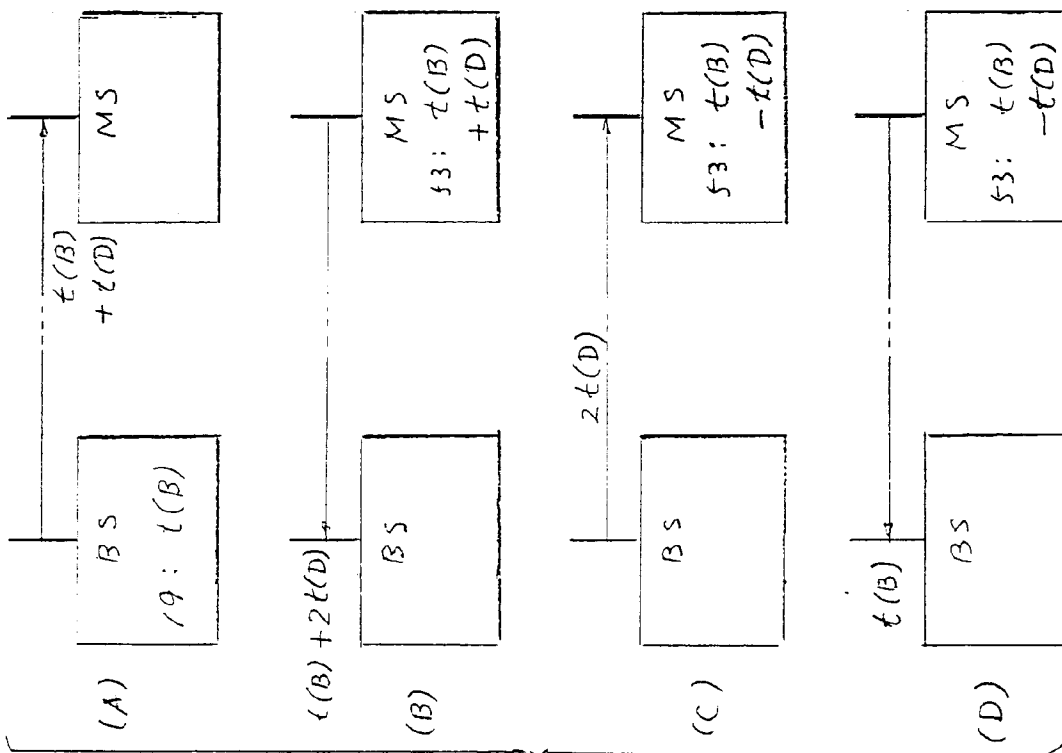 (A)
BS
19: t(B)
t(B)
+ t(D)
MS
(B)
t(B) + 2t(D)
BS
MS
53: t(B)
+ t(D)
(C)
BS
2t(D)
MS
53: t(B)
-t(D)
(D)
t(B)
BS
MS
53: t(B)
-t(D)